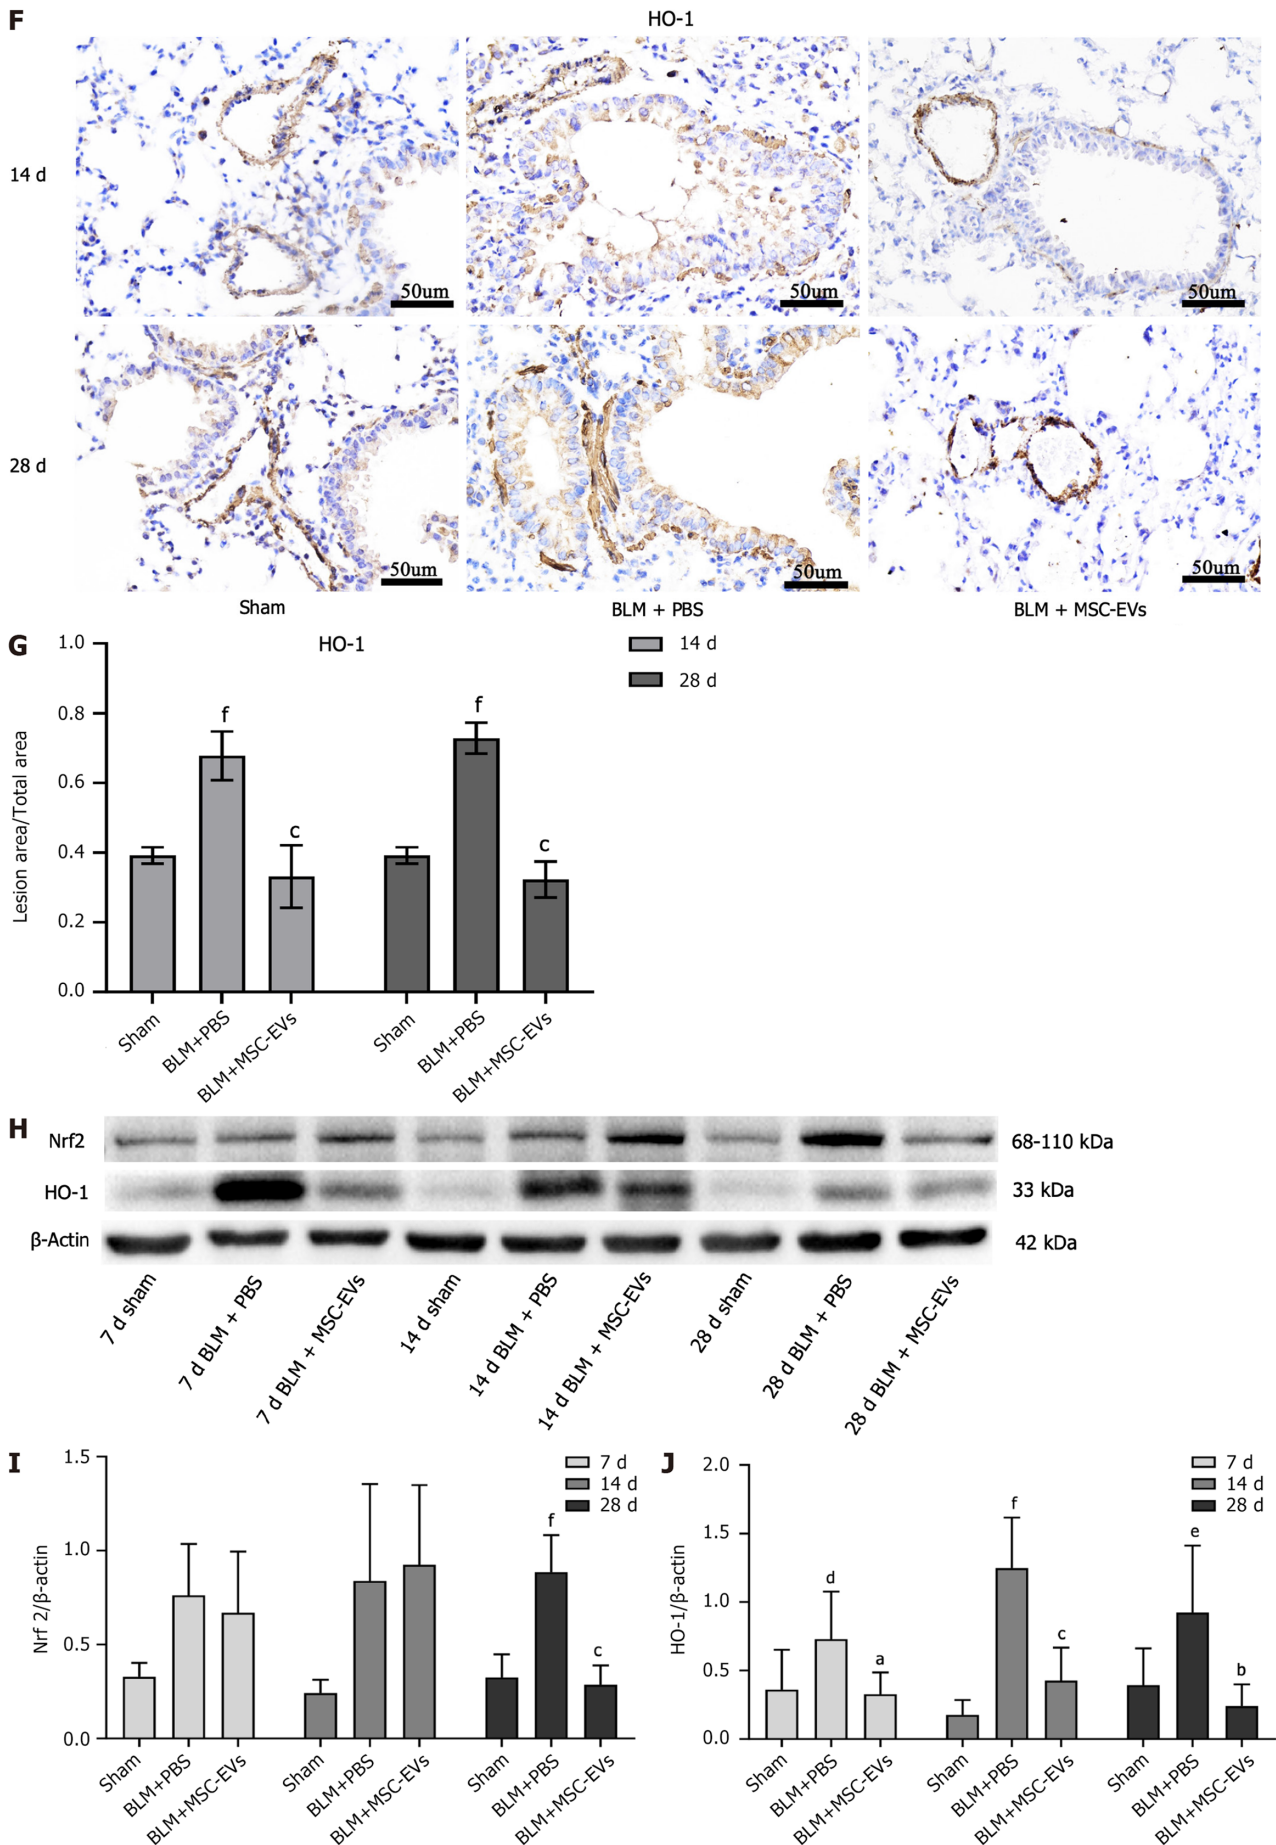 F
HO-1
14 d
50um
50um
50um
28 d
50um
50um
50um
Sham
BLM + PBS
BLM + MSC-EVs
G
HO-1
14 d
28 d
Lesion area/Total area
1.0
0.8
0.6
0.4
0.2
0.0
f
c
f
c
Sham
BLM+PBS
BLM+MSC-EVs
Sham
BLM+PBS
BLM+MSC-EVs
H
Nrf2
68-110 kDa
HO-1
33 kDa
β-Actin
42 kDa
7 d sham
7 d BLM + PBS
7 d BLM + MSC-EVs
14 d sham
14 d BLM + PBS
14 d BLM + MSC-EVs
28 d sham
28 d BLM + PBS
28 d BLM + MSC-EVs
I
7 d
14 d
28 d
Nrf 2/β-actin
1.5
1.0
0.5
0.0
f
c
Sham
BLM+PBS
BLM+MSC-EVs
Sham
BLM+PBS
BLM+MSC-EVs
Sham
BLM+PBS
BLM+MSC-EVs
J
7 d
14 d
28 d
HO-1/β-actin
2.0
1.5
1.0
0.5
0.0
d
a
f
c
e
b
Sham
BLM+PBS
BLM+MSC-EVs
Sham
BLM+PBS
BLM+MSC-EVs
Sham
BLM+PBS
BLM+MSC-EVs